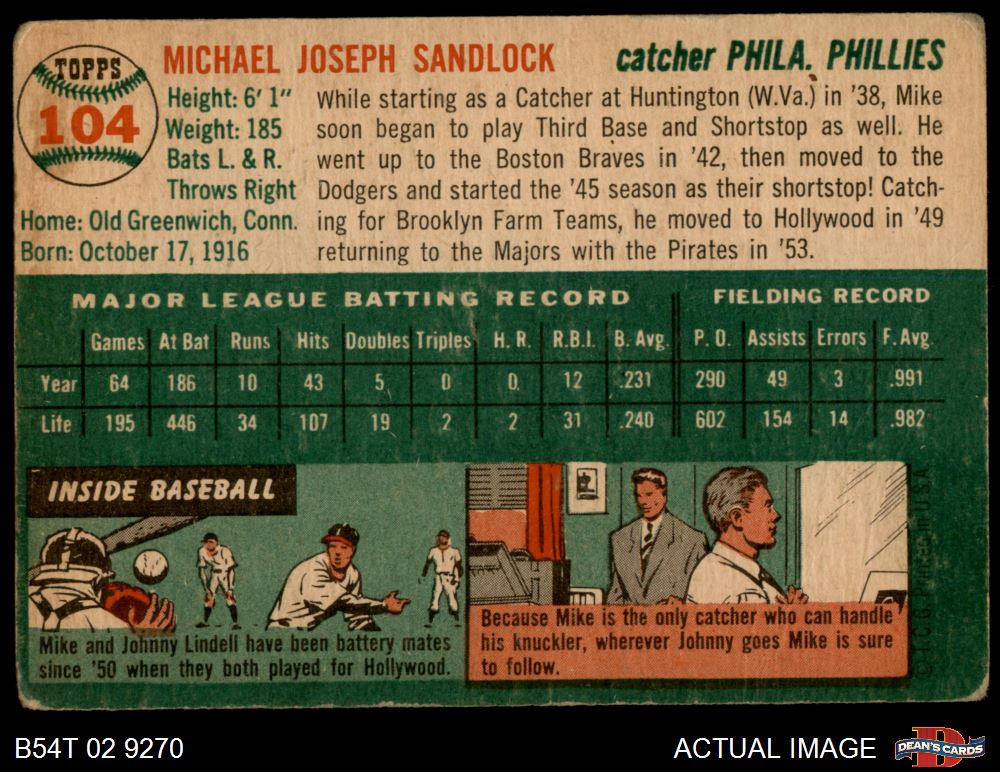 TOPPS
104
MICHAEL JOSEPH SANDLOCK
catcher PHILA. PHILLIES
Height: 6' 1"
Weight: 185
Bats L. & R.
Throws Right
Home: Old Greenwich, Conn.
Born: October 17, 1916
While starting as a Catcher at Huntington (W.Va.) in '38, Mike
soon began to play Third Base and Shortstop as well. He
went up to the Boston Braves in '42, then moved to the
Dodgers and started the '45 season as their shortstop! Catch-
ing for Brooklyn Farm Teams, he moved to Hollywood in '49
returning to the Majors with the Pirates in '53.
MAJOR LEAGUE BATTING RECORD FIELDING RECORD
Games At Bat Runs Hits Doubles Triples H. R. R.B.I. B. Avg. P. O. Assists Errors F. Avg.
Year 64 186 10 43 5 0 0 12 .231 290 49 3 .991
Life 195 446 34 107 19 2 2 31 .240 602 154 14 .982
INSIDE BASEBALL
Mike and Johnny Lindell have been battery mates
since '50 when they both played for Hollywood.
Because Mike is the only catcher who can handle
his knuckler, wherever Johnny goes Mike is sure
to follow.
B54T 02 9270
ACTUAL IMAGE
DEAN'S CARDS